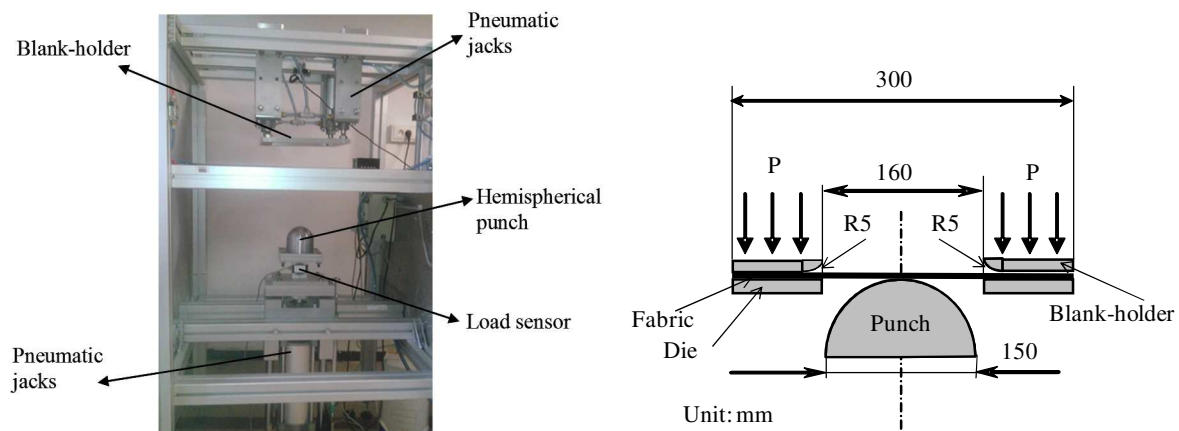 Blank-holder
Pneumatic
jacks
Hemispherical
punch
Load sensor
Pneumatic
jacks
300
P
P
160
R5
R5
Fabric
Die
Punch
Blank-holder
150
Unit: mm